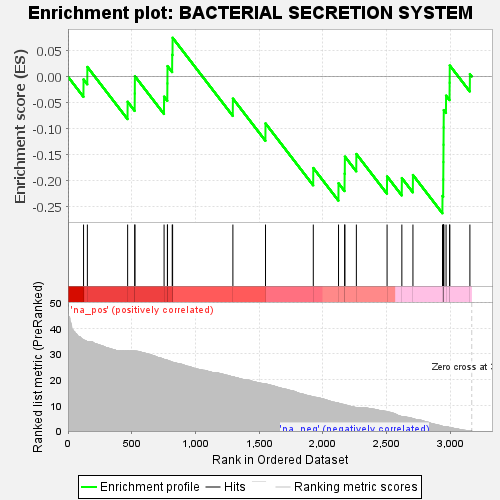 Enrichment plot: BACTERIAL SECRETION SYSTEM
Enrichment score (ES)
0.05
0.00
-0.05
-0.10
-0.15
-0.20
-0.25
'na_pos' (positively correlated)
Ranked list metric (PreRanked)
50
40
30
20
10
0
Zero cross at 3
'na_neg' (negatively correlated)
0
500
1,000
1,500
2,000
2,500
3,000
Rank in Ordered Dataset
Enrichment profile
Hits
Ranking metric scores